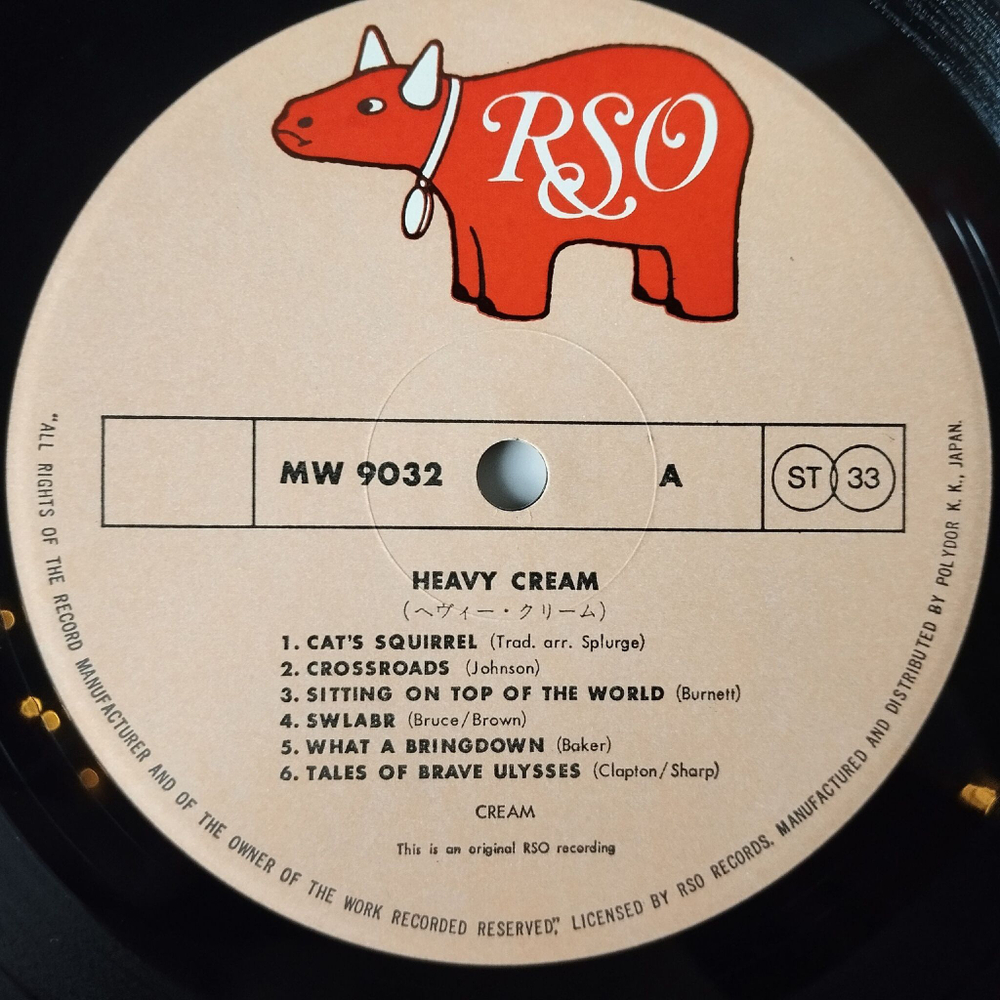 RSO
MW 9032 A ST 33
HEAVY CREAM
(ヘヴィー・クリーム)
1. CAT'S SQUIRREL (Trad. arr. Splurge)
2. CROSSROADS (Johnson)
3. SITTING ON TOP OF THE WORLD (Burnett)
4. SWLABR (Bruce/Brown)
5. WHAT A BRINGDOWN (Baker)
6. TALES OF BRAVE ULYSSES (Clapton/Sharp)
CREAM
This is an original RSO recording
"ALL RIGHTS OF THE RECORD MANUFACTURER AND OF THE OWNER OF THE WORK RECORDED RESERVED", LICENSED BY RSO RECORDS. MANUFACTURED AND DISTRIBUTED BY POLYDOR K. K., JAPAN.